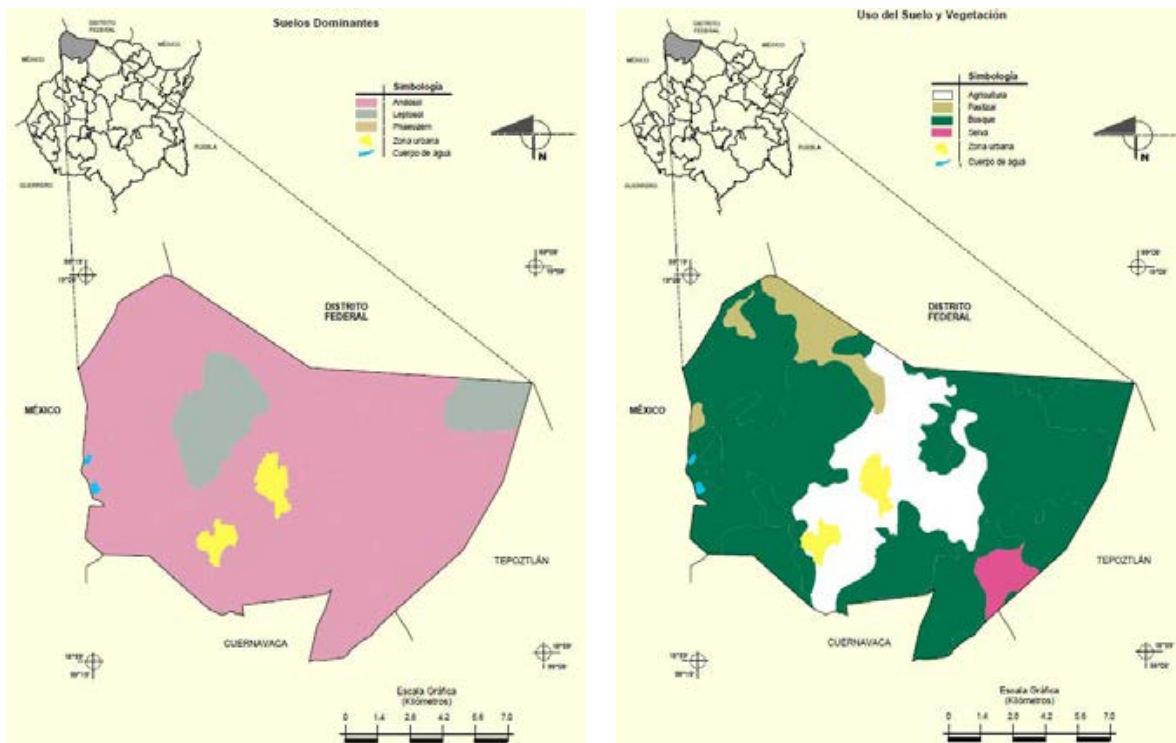 Suelos Dominantes
DISTRITO
FEDERAL
MÉXICO
MÉXICO
PUEBLA
GUERRERO
Simbología
Andosol
Leptosol
Phaeozem
Zona urbana
Cuerpo de agua
N
DISTRITO
FEDERAL
MÉXICO
TEPOZTLÁN
CUERNAVACA
Escala Gráfica
(Kilómetros)
0 1.4 2.8 4.2 5.6 7.0
Uso del Suelo y Vegetación
DISTRITO
FEDERAL
MÉXICO
MÉXICO
PUEBLA
GUERRERO
Simbología
Agricultura
Pastizal
Bosque
Selva
Zona urbana
Cuerpo de agua
N
DISTRITO
FEDERAL
MÉXICO
TEPOZTLÁN
CUERNAVACA
Escala Gráfica
(Kilómetros)
0 1.4 2.8 4.2 5.6 7.0